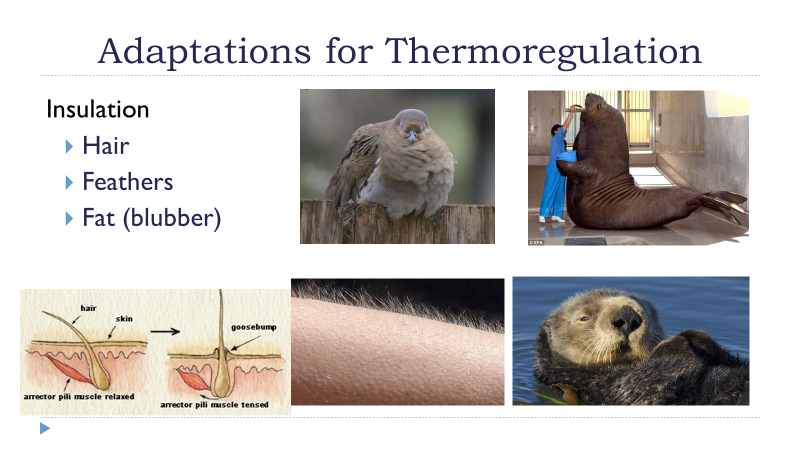 Adaptations for Thermoregulation
Insulation
Hair
Feathers
Fat (blubber)
© EPA
hair
skin
goosebump
arrector pili muscle relaxed
arrector pili muscle tensed